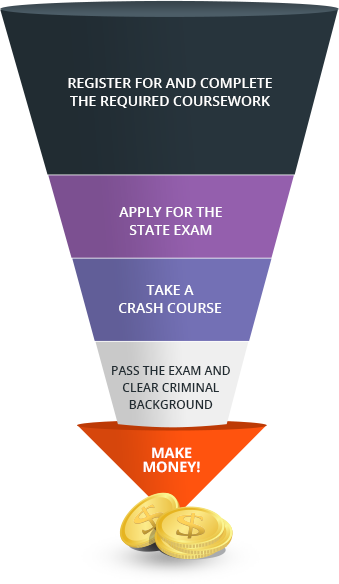 REGISTER FOR AND COMPLETE
THE REQUIRED COURSEWORK
APPLY FOR THE
STATE EXAM
TAKE A
CRASH COURSE
PASS THE EXAM AND
CLEAR CRIMINAL
BACKGROUND
MAKE
MONEY!
$
$